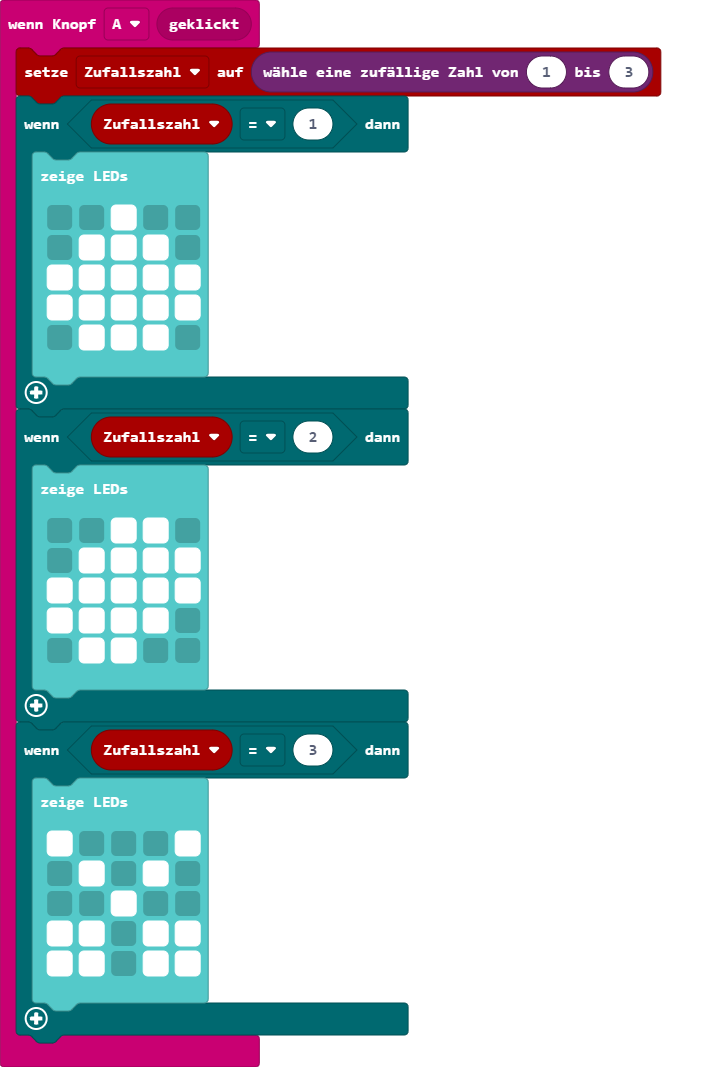 wenn Knopf A geklickt
setze Zufallszahl auf wähle eine zufällige Zahl von 1 bis 3
wenn Zufallszahl = 1 dann
zeige LEDs
wenn Zufallszahl = 2 dann
zeige LEDs
wenn Zufallszahl = 3 dann
zeige LEDs